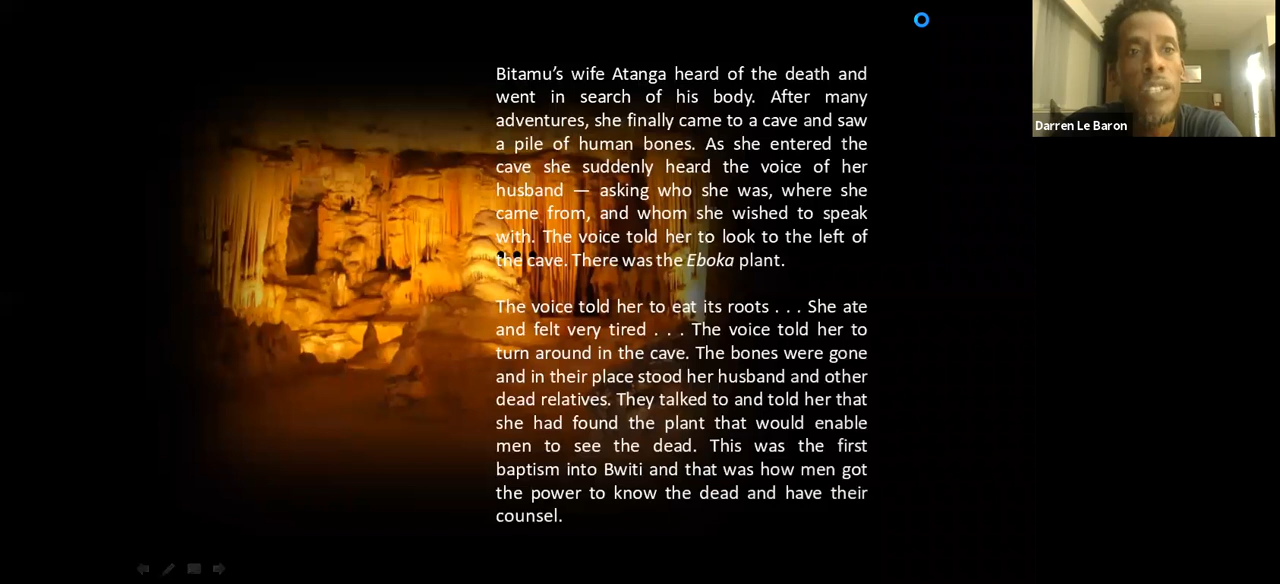 Bitamu’s wife Atanga heard of the death and
went in search of his body. After many
adventures, she finally came to a cave and saw
a pile of human bones. As she entered the
cave she suddenly heard the voice of her
husband — asking who she was, where she
came from, and whom she wished to speak
with. The voice told her to look to the left of
the cave. There was the Eboka plant.
The voice told her to eat its roots . . . She ate
and felt very tired . . . The voice told her to
turn around in the cave. The bones were gone
and in their place stood her husband and other
dead relatives. They talked to and told her that
she had found the plant that would enable
men to see the dead. This was the first
baptism into Bwiti and that was how men got
the power to know the dead and have their
counsel.
Darren Le Baron